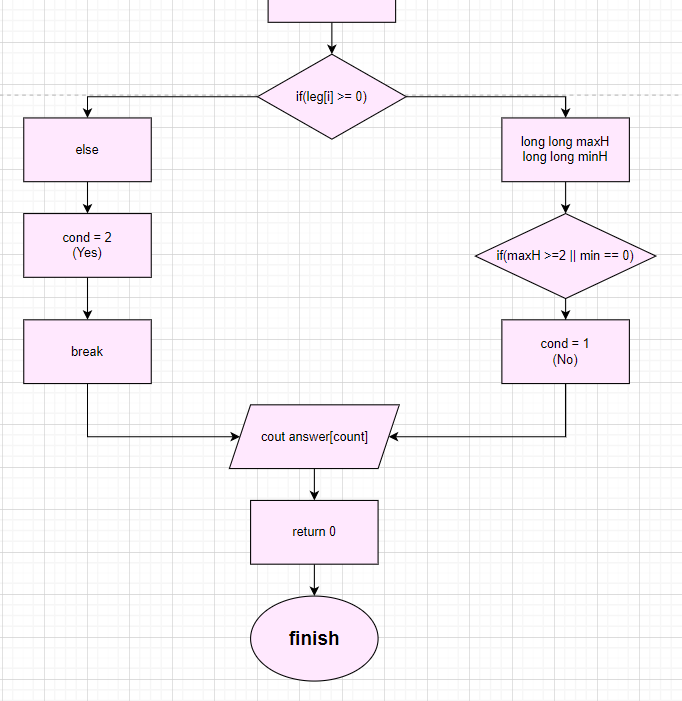 if(leg[i] >= 0)
else
long long maxH
long long minH
cond = 2
(Yes)
if(maxH >=2 || min == 0)
break
cond = 1
(No)
cout answer[count]
return 0
finish